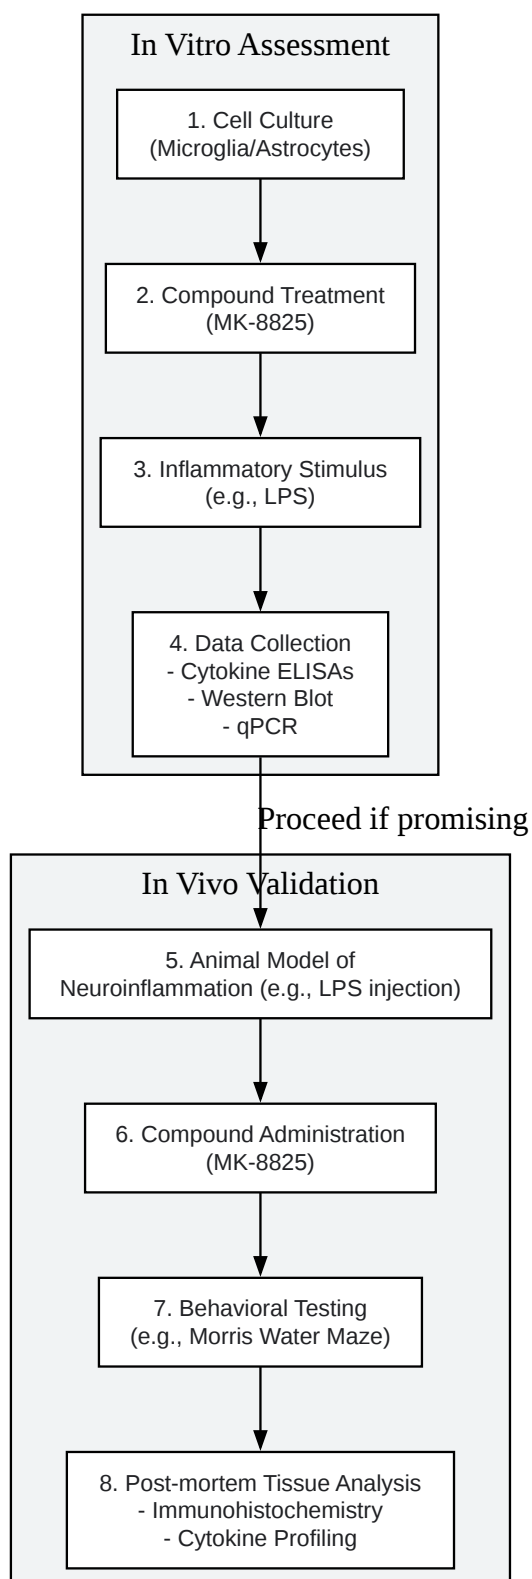 In Vitro Assessment
1. Cell Culture
(Microglia/Astrocytes)
2. Compound Treatment
(MK-8825)
3. Inflammatory Stimulus
(e.g., LPS)
4. Data Collection
- Cytokine ELISAs
- Western Blot
- qPCR
Proceed if promising
In Vivo Validation
5. Animal Model of
Neuroinflammation (e.g., LPS injection)
6. Compound Administration
(MK-8825)
7. Behavioral Testing
(e.g., Morris Water Maze)
8. Post-mortem Tissue Analysis
- Immunohistochemistry
- Cytokine Profiling